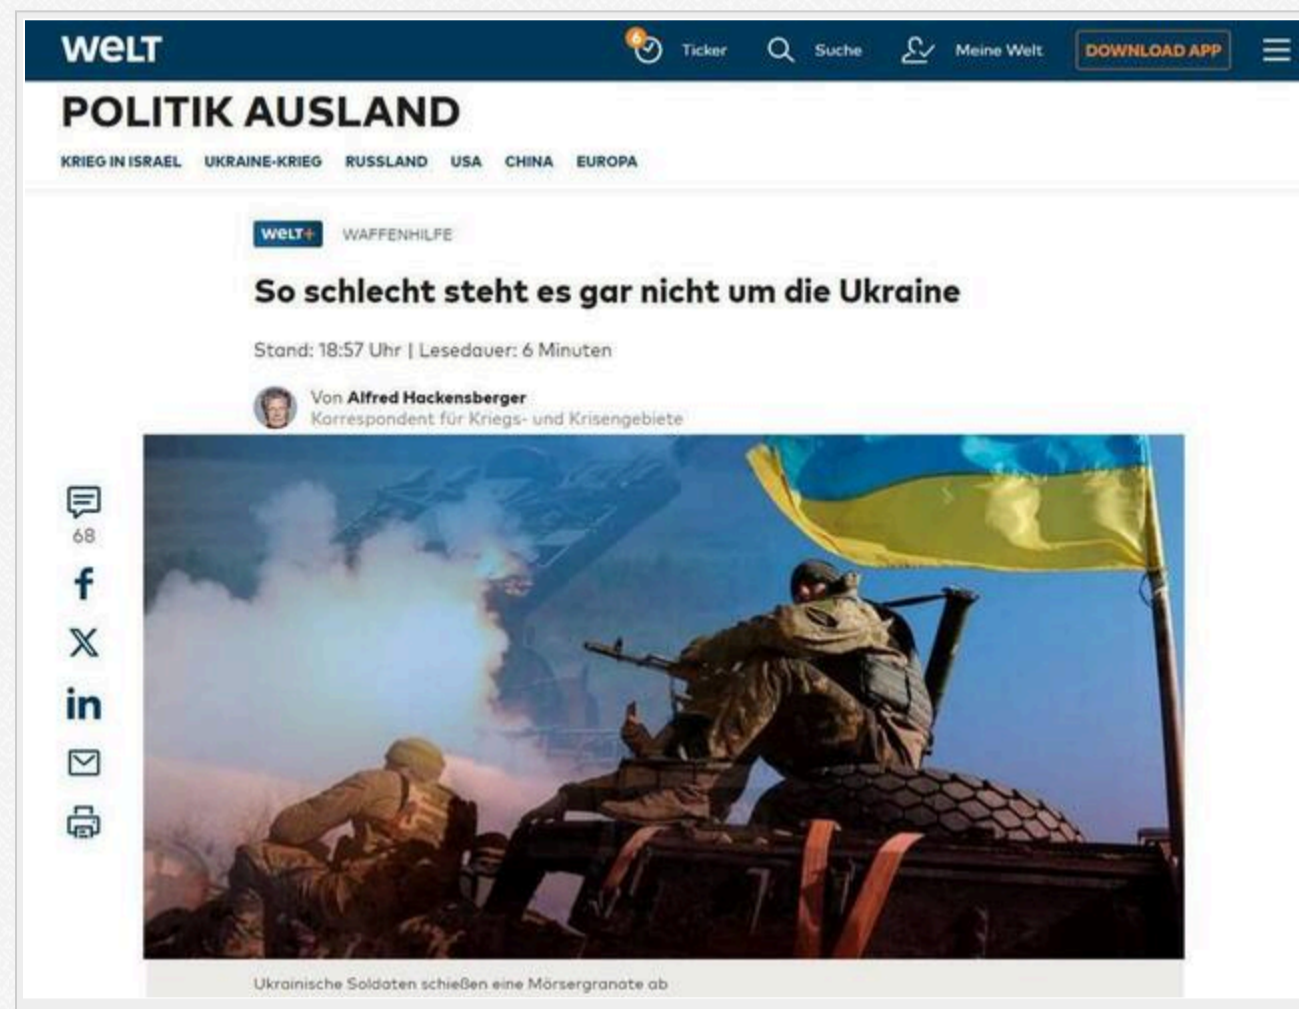 WELT
6
Ticker
Suche
Meine Welt
DOWNLOAD APP
POLITIK AUSLAND
KRIEG IN ISRAEL UKRAINE-KRIEG RUSSLAND USA CHINA EUROPA
WELT+ WAFFENHILFE
So schlecht steht es gar nicht um die Ukraine
Stand: 18:57 Uhr | Lesedauer: 6 Minuten
Von Alfred Hackensberger
Korrespondent für Kriegs- und Krisengebiete
68
f
X
in
Ukrainische Soldaten schießen eine Mörsergranate ab